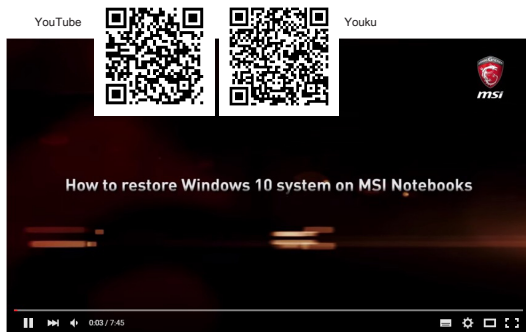 YouTube
Youku
msi
How to restore Windows 10 system on MSI Notebooks
0:03 / 7:45